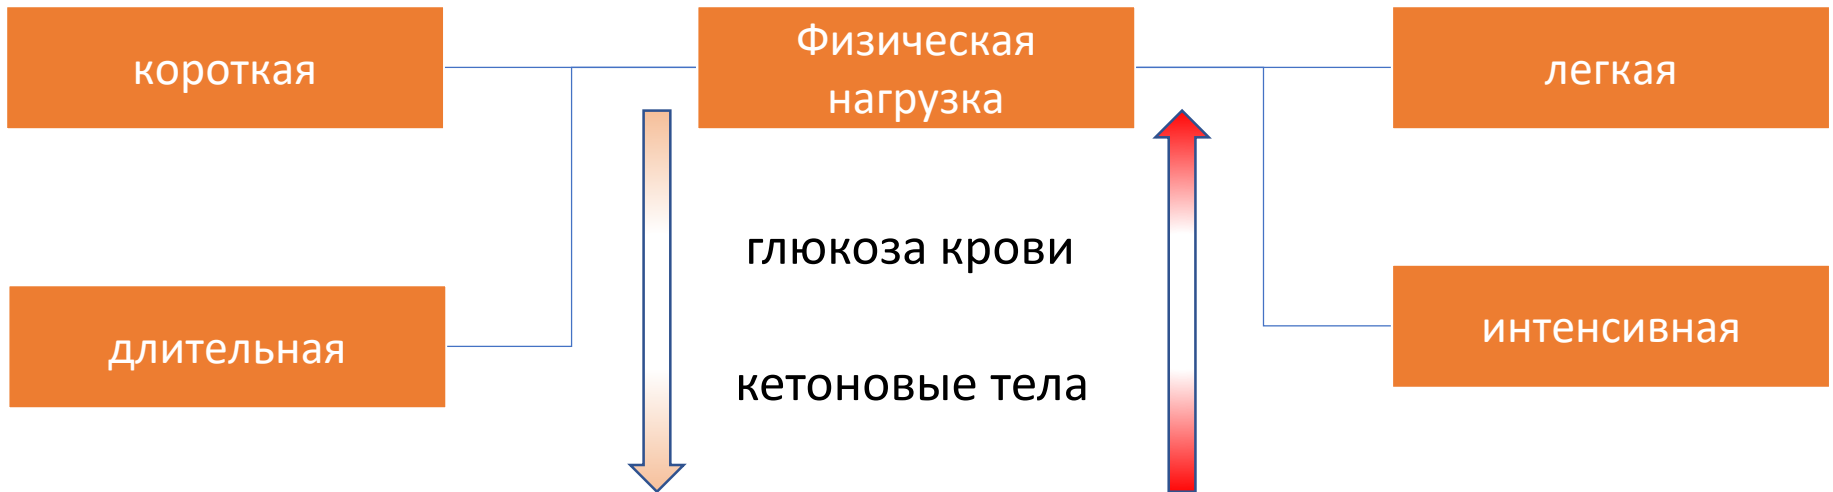 короткая
Физическая
нагрузка
легкая
глюкоза крови
длительная
интенсивная
кетоновые тела